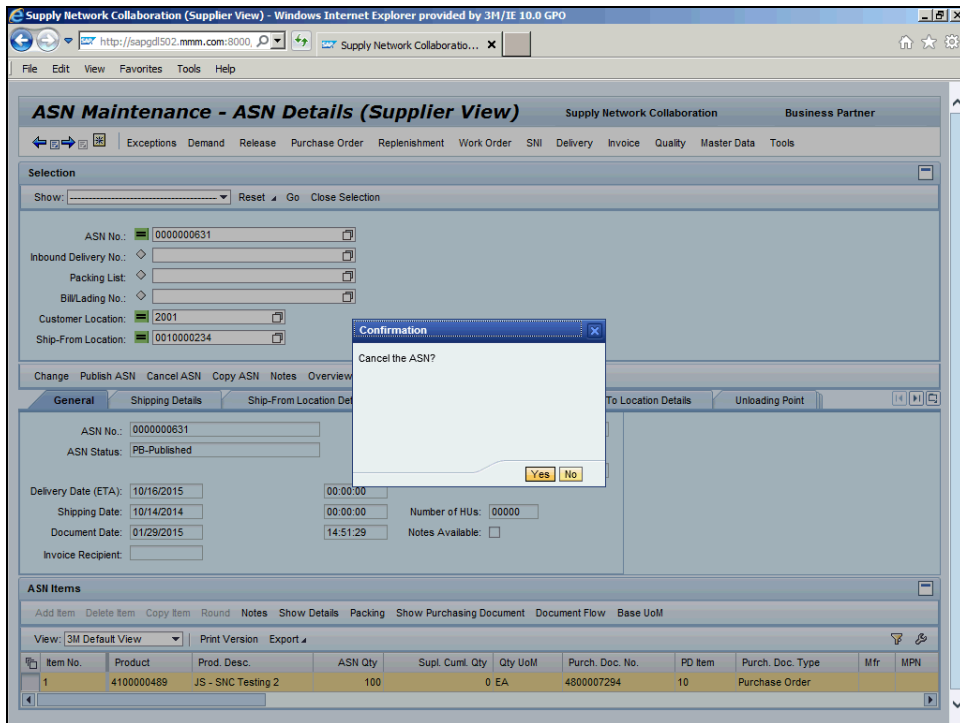 Supply Network Collaboration (Supplier View) - Windows Internet Explorer provided by 3M/IE 10.0 GPO
http://sapgdl502.mmm.com:8000, Supply Network Collaboratio...
File Edit View Favorites Tools Help
ASN Maintenance - ASN Details (Supplier View) Supply Network Collaboration Business Partner
Exceptions Demand Release Purchase Order Replenishment Work Order SNI Delivery Invoice Quality Master Data Tools
Selection
Show: Reset Go Close Selection
ASN No.: 0000000631
Inbound Delivery No.:
Packing List:
Bill/Lading No.:
Customer Location: 2001
Ship-From Location: 0010000234
Confirmation
Cancel the ASN?
Yes No
Change Publish ASN Cancel ASN Copy ASN Notes Overview
General Shipping Details Ship-From Location Det To Location Details Unloading Point
ASN No.: 0000000631
ASN Status: PB-Published
Delivery Date (ETA): 10/16/2015 00:00:00
Shipping Date: 10/14/2014 00:00:00 Number of HUs: 00000
Document Date: 01/29/2015 14:51:29 Notes Available:
Invoice Recipient:
ASN Items
Add Item Delete Item Copy Item Round Notes Show Details Packing Show Purchasing Document Document Flow Base UoM
View: 3M Default View Print Version Export
Item No. Product Prod. Desc. ASN Qty Supl. Cuml. Qty Qty UoM Purch. Doc. No. PD Item Purch. Doc. Type Mfr MPN
1 4100000489 JS - SNC Testing 2 100 0 EA 4800007294 10 Purchase Order